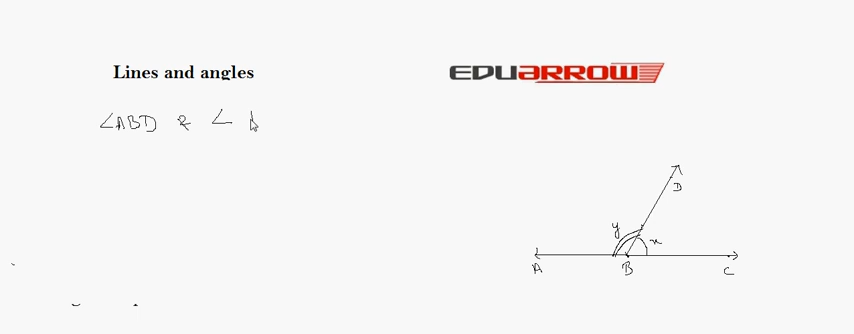 Lines and angles
EDUARROW
∠ABD & ∠
D
y
x
A
B
C